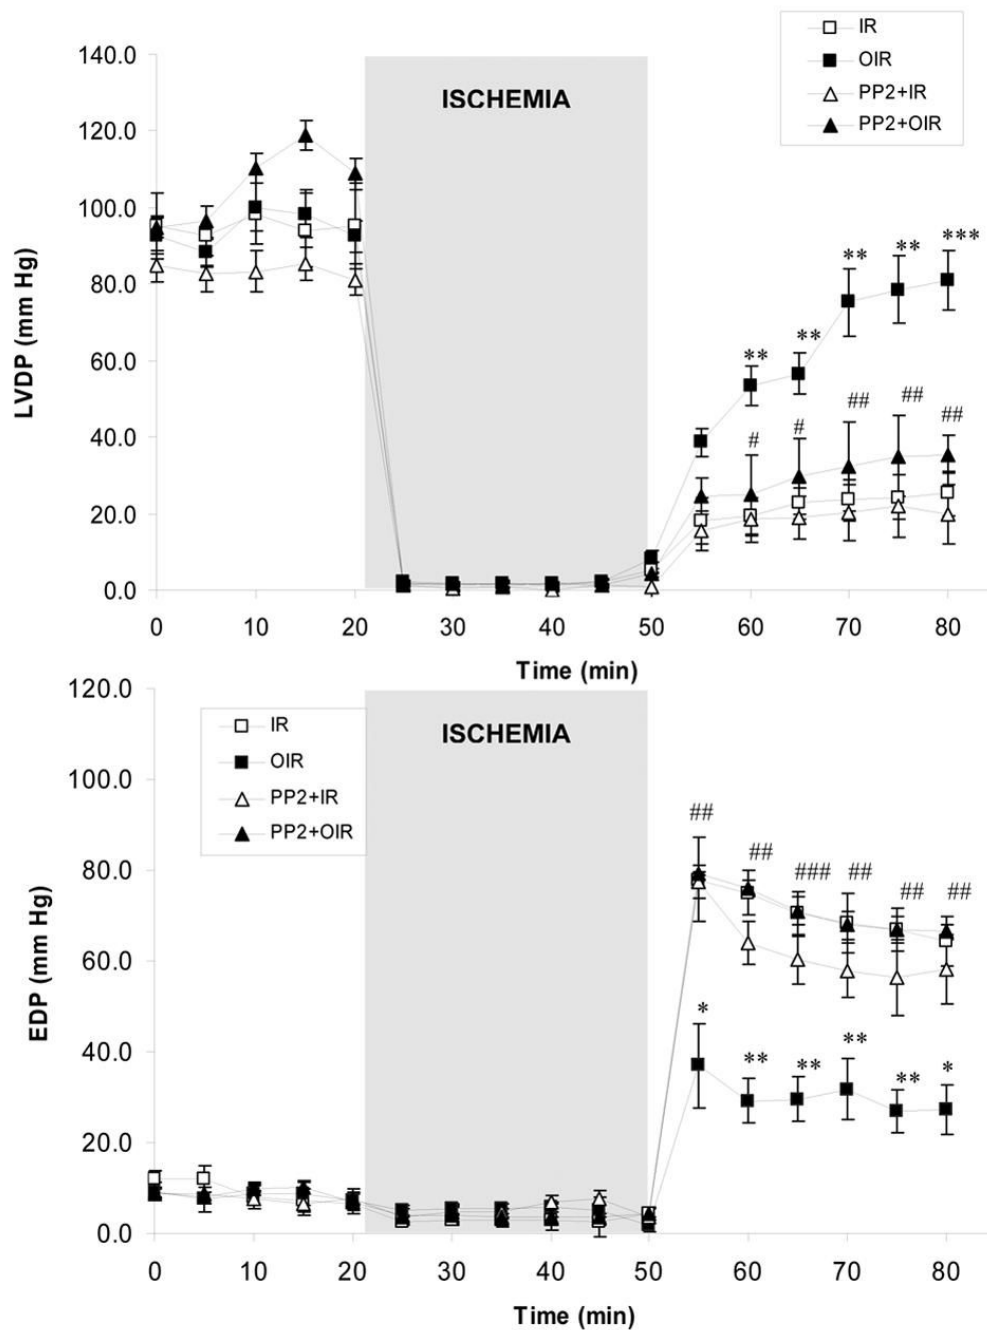 IR
OIR
PP2+IR
PP2+OIR
140.0
120.0
100.0
80.0
60.0
40.0
20.0
0.0
LVDP (mm Hg)
ISCHEMIA
** ** ** ** ***
# # ## ## ##
0 10 20 30 40 50 60 70 80
Time (min)
120.0
100.0
80.0
60.0
40.0
20.0
0.0
EDP (mm Hg)
IR
OIR
PP2+IR
PP2+OIR
ISCHEMIA
## ## ### ## ## ##
* ** ** ** ** *
0 10 20 30 40 50 60 70 80
Time (min)